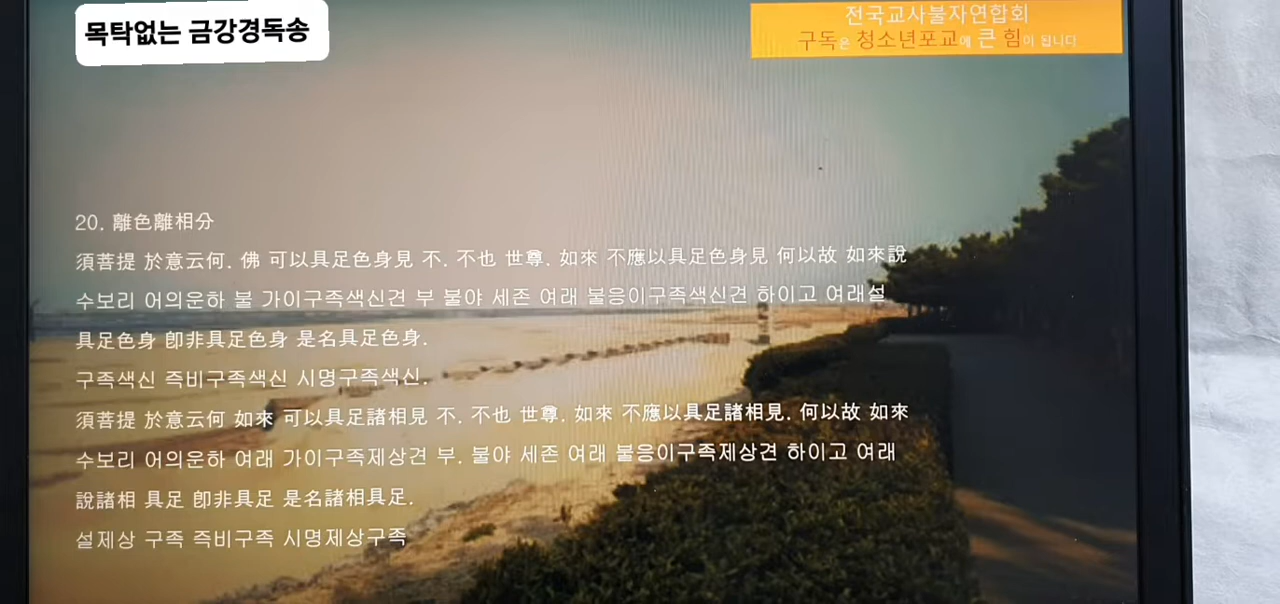 목탁없는 금강경독송
전국교사불자연합회
구독은 청소년포교에 큰 힘이 됩니다
20. 離色離相分
須菩提 於意云何. 佛 可以具足色身見 不. 不也 世尊. 如來 不應以具足色身見 何以故 如來說
수보리 어의운하 불 가이구족색신견 부 불야 세존 여래 불응이구족색신견 하이고 여래설
具足色身 卽非具足色身 是名具足色身.
구족색신 즉비구족색신 시명구족색신.
須菩提 於意云何 如來 可以具足諸相見 不. 不也 世尊. 如來 不應以具足諸相見. 何以故 如來
수보리 어의운하 여래 가이구족제상견 부. 불야 세존 여래 불응이구족제상견 하이고 여래
說諸相 具足 卽非具足 是名諸相具足.
설제상 구족 즉비구족 시명제상구족